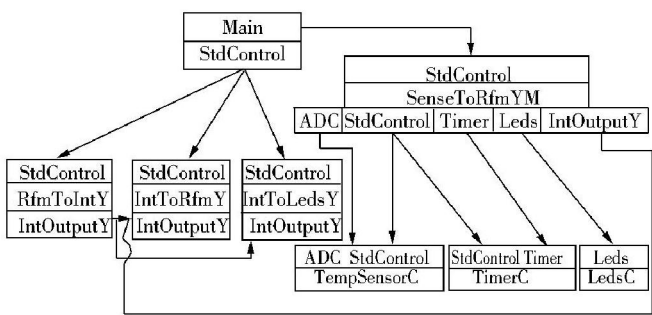 Main
StdControl
StdControl
SenseToRfmYM
ADC StdControl Timer Leds IntOutputY
StdControl
RfmToIntY
IntOutputY
StdControl
IntToRfmY
IntOutputY
StdControl
IntToLedsY
IntOutputY
ADC StdControl
TempSensorC
StdControl Timer
TimerC
Leds
LedsC